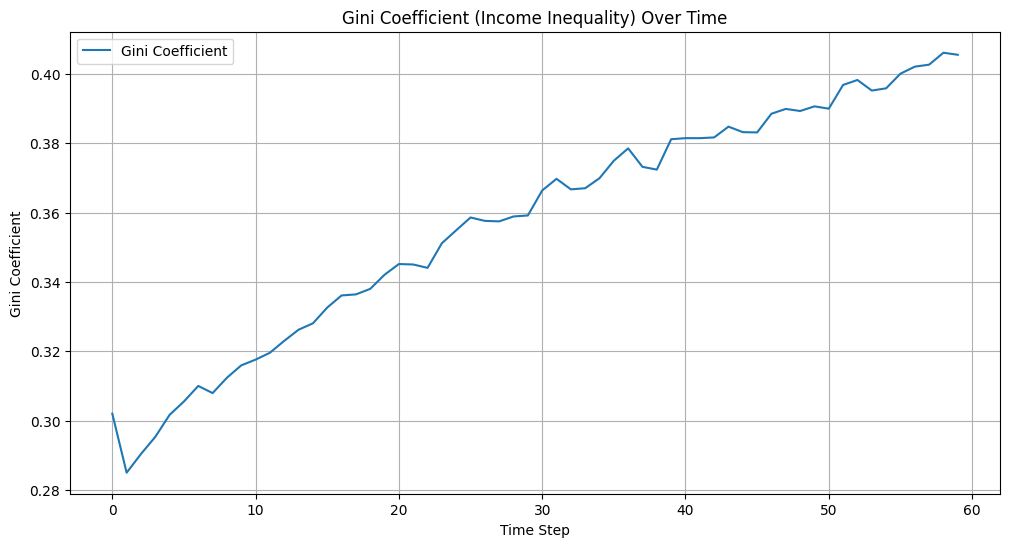 Gini Coefficient (Income Inequality) Over Time
Gini Coefficient
Gini Coefficient
0.40
0.38
0.36
0.34
0.32
0.30
0.28
0 10 20 30 40 50 60
Time Step